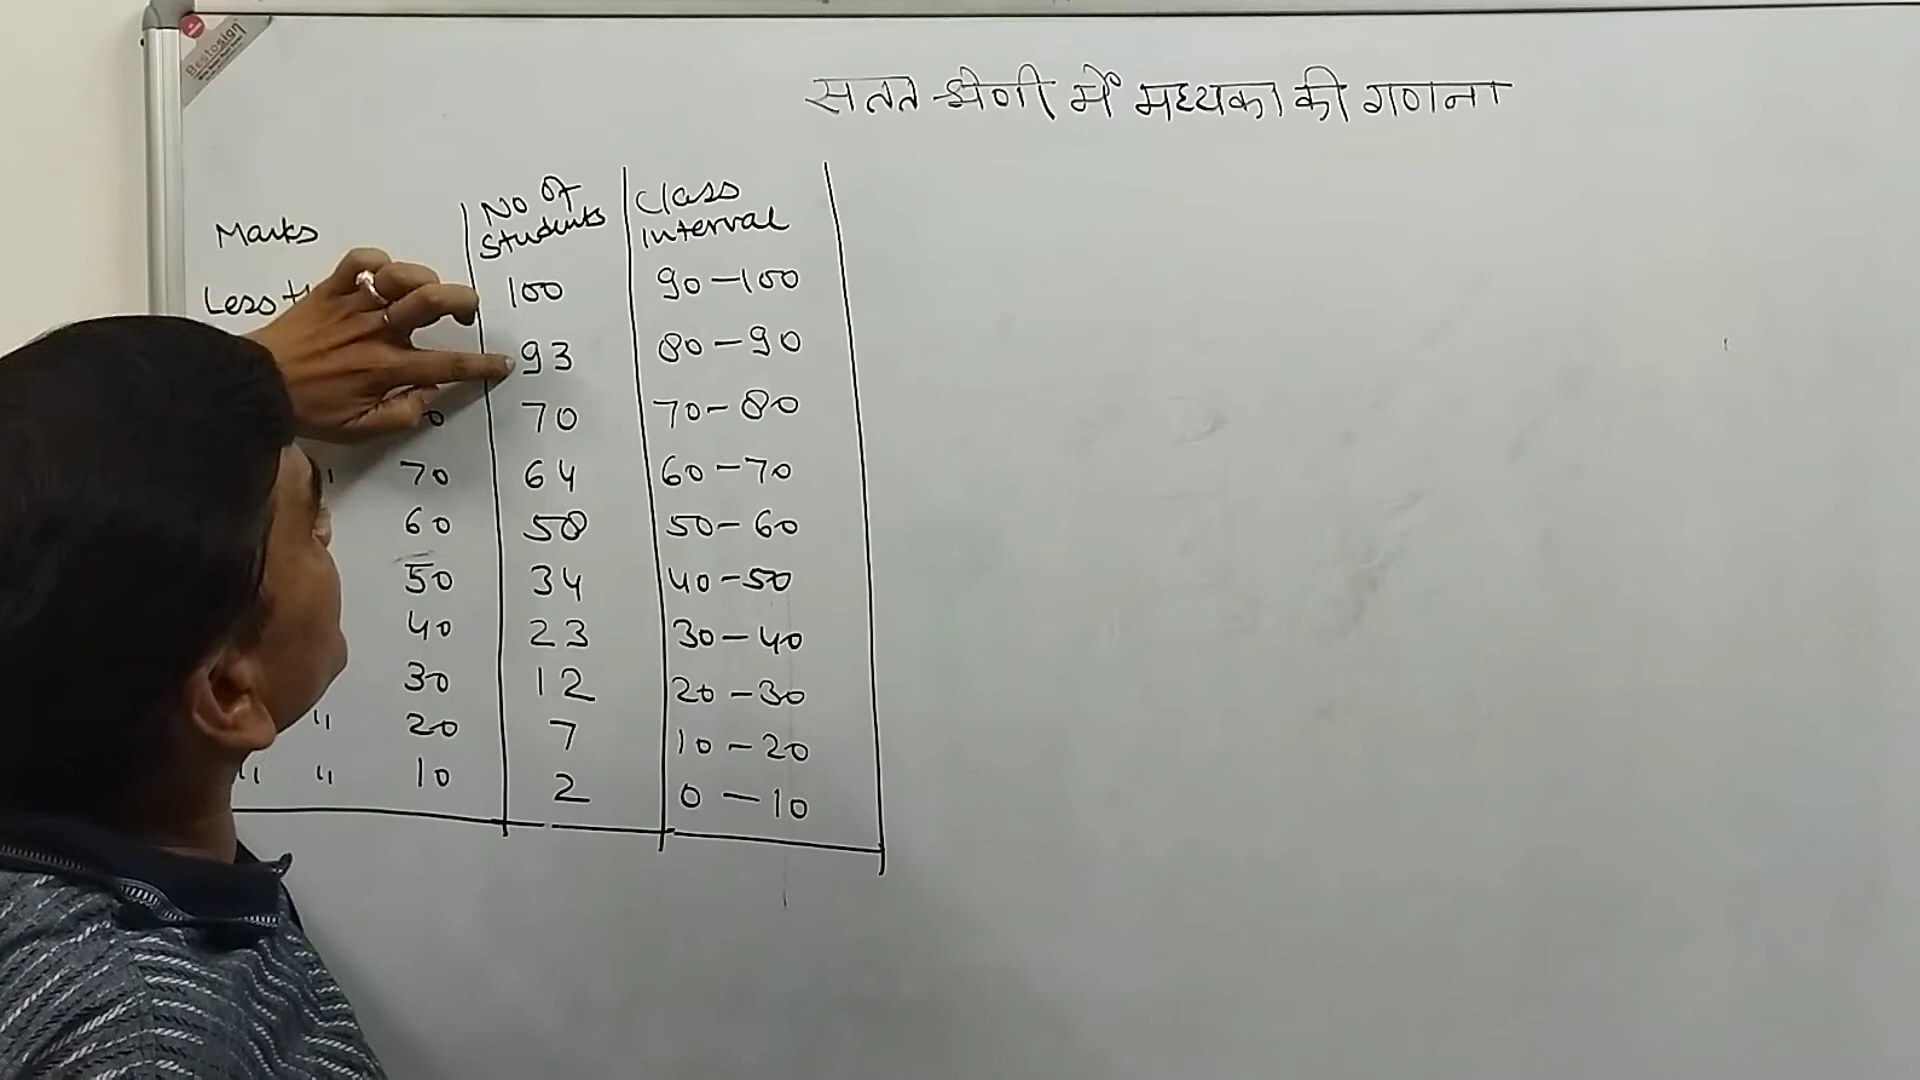 Bestosign
सतत श्रेणी में मध्यका की गणना
Marks No of Students Class Interval
Less 100 90-100
93 80-90
70 70-80
" 70 64 60-70
60 58 50-60
50 34 40-50
40 23 30-40
30 12 20-30
" 20 7 10-20
" " 10 2 0-10